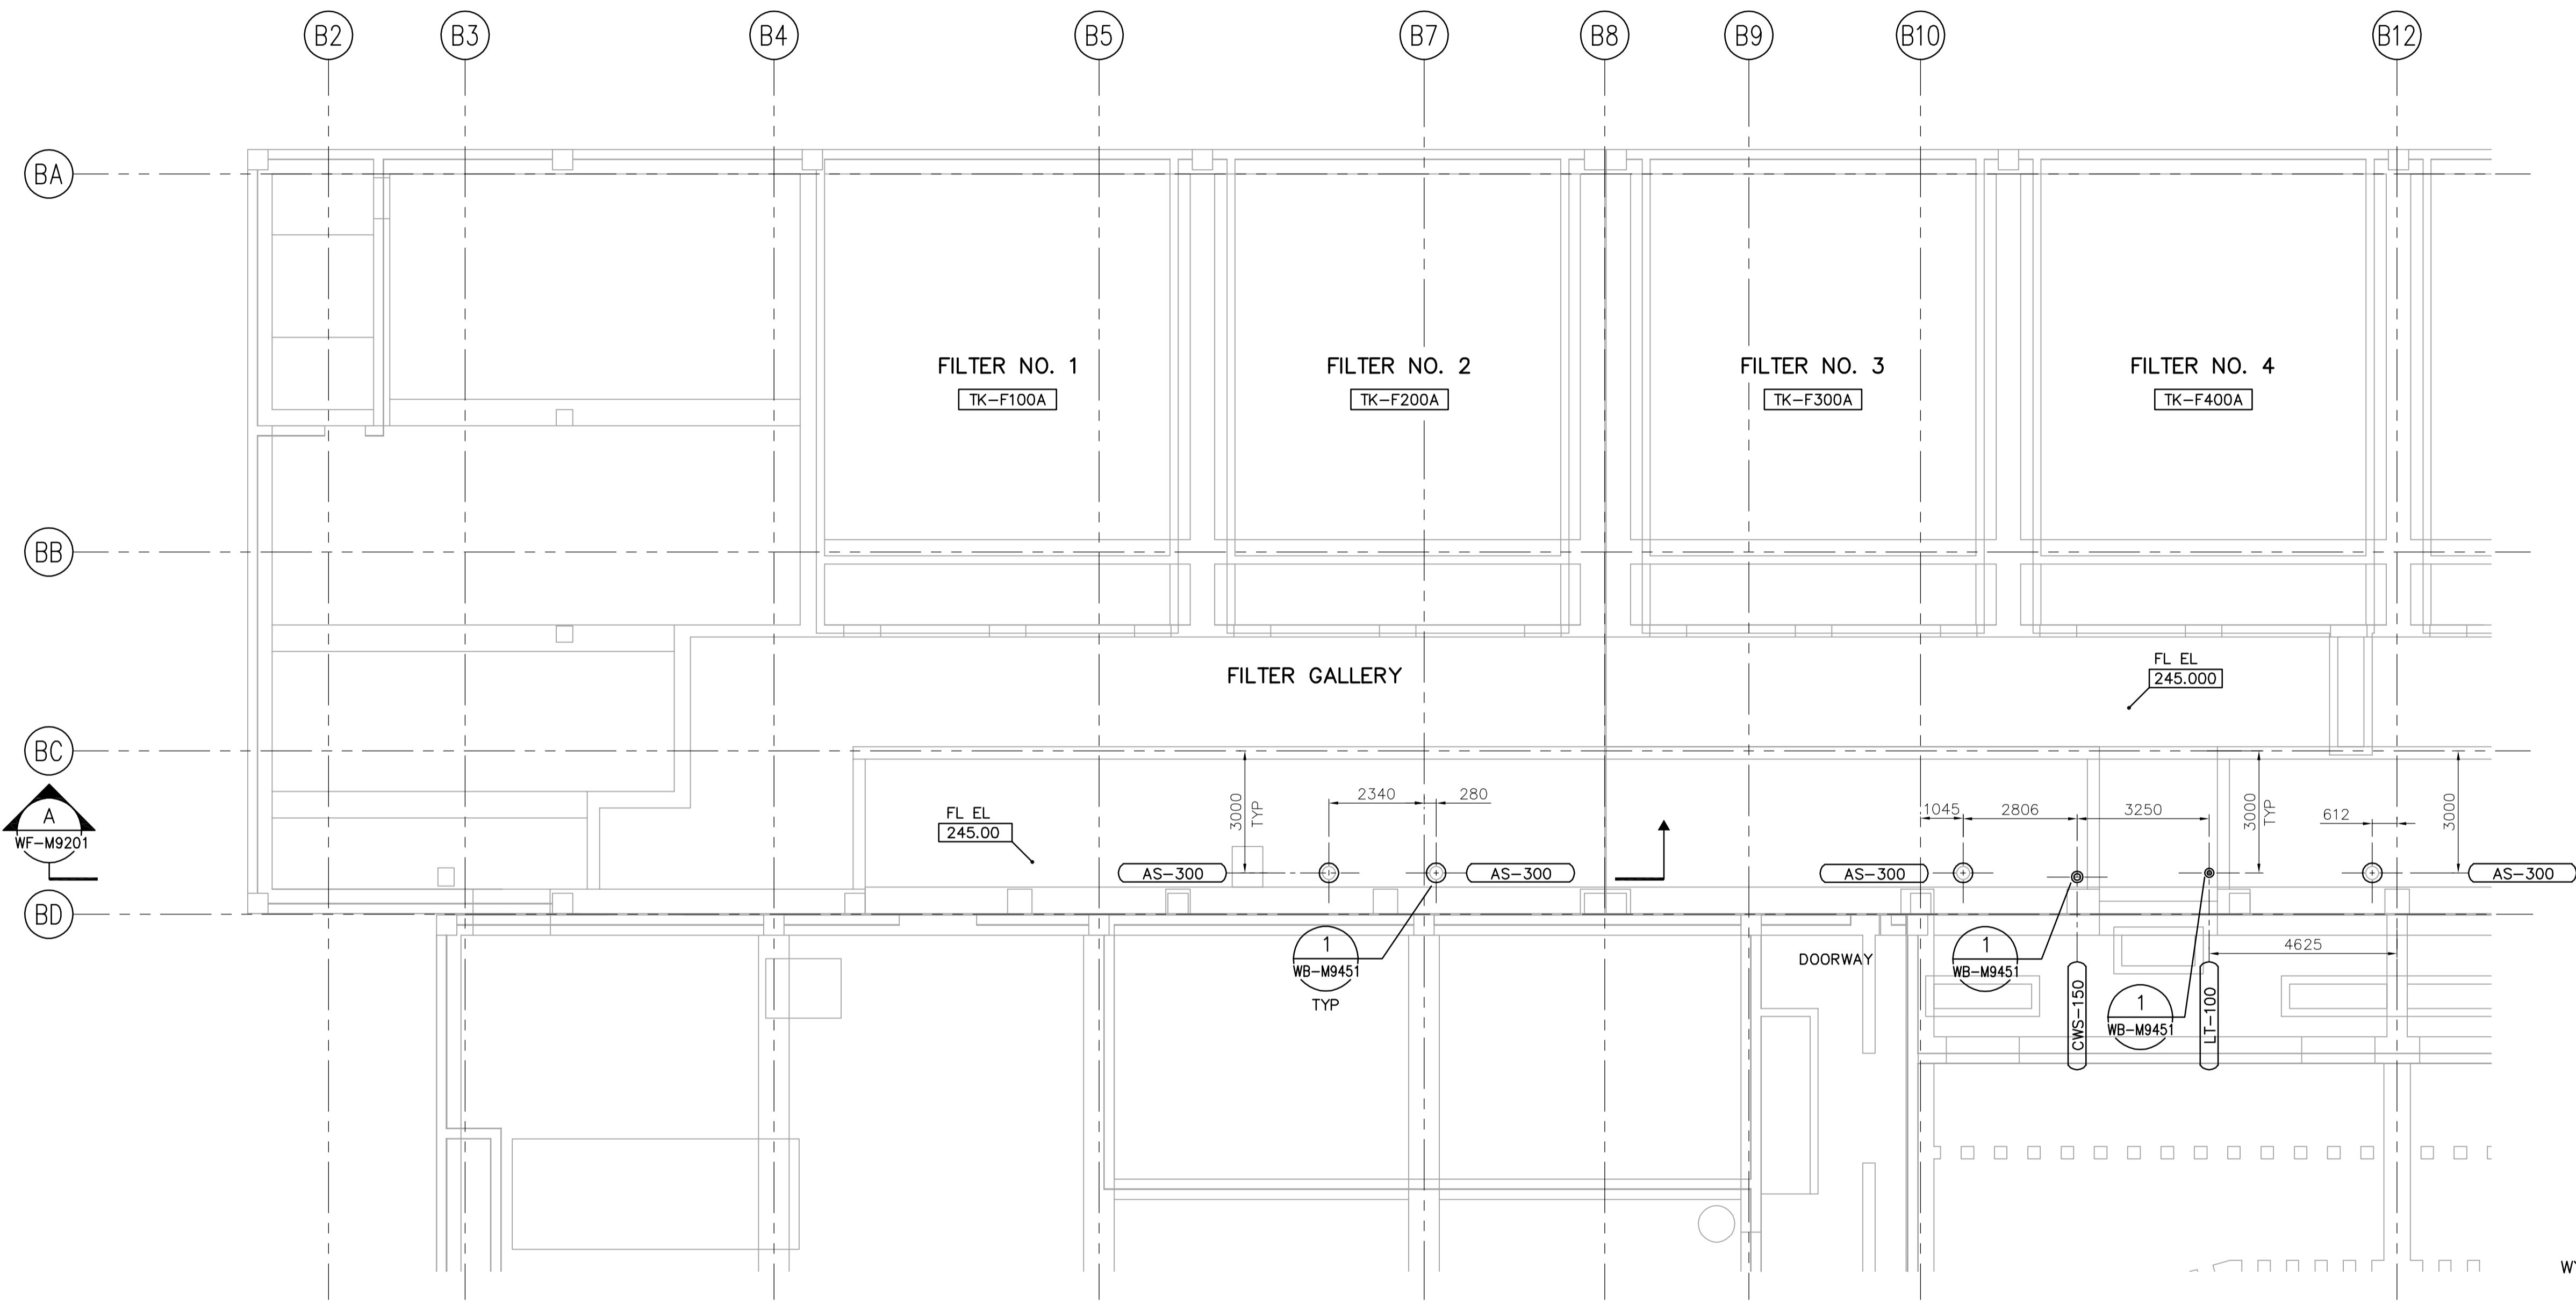 B2 B3 B4 B5 B7 B8 B9 B10 B12
BA
FILTER NO. 1 FILTER NO. 2 FILTER NO. 3 FILTER NO. 4
TK-F100A TK-F200A TK-F300A TK-F400A
BB
FILTER GALLERY
FL EL
245.000
BC
A
WF-M9201
FL EL
245.00
3000
TYP
2340
280
1045
2806
3250
3000
TYP
612
3000
AS-300
AS-300
AS-300
AS-300
BD
1
WB-M9451
TYP
DOORWAY
1
WB-M9451
CWS-150
1
WB-M9451
LT-100
4625